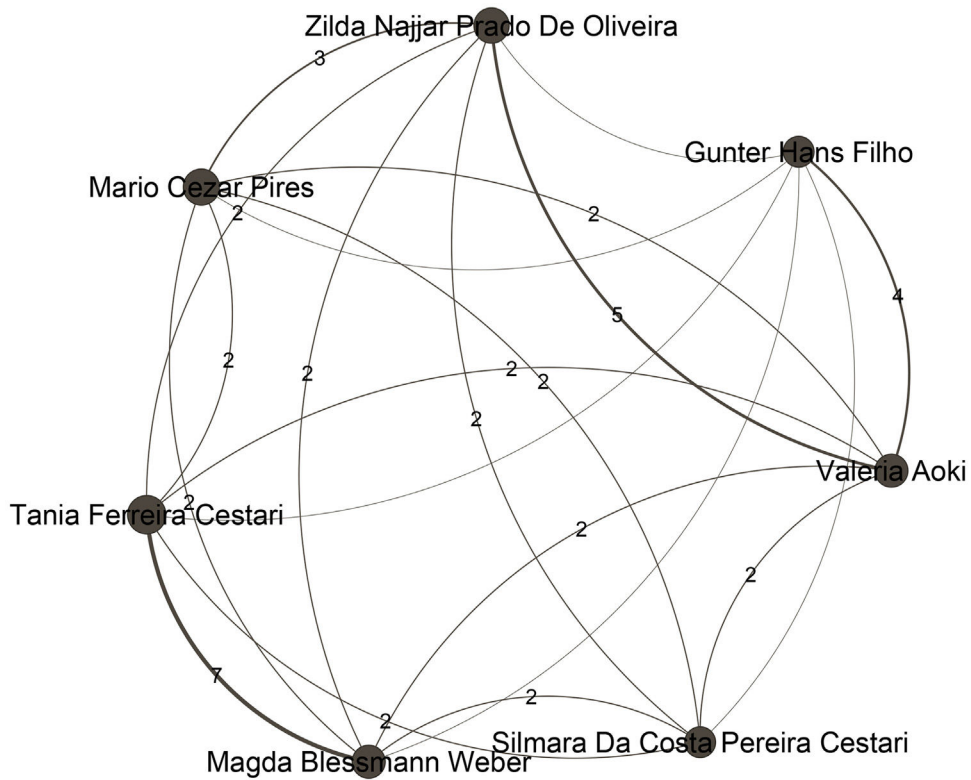 Zilda Najjar Prado De Oliveira
3
Gunter Hans Filho
Mario Cezar Pires
2
2
4
5
2
2
2
2
2
Valeria Aoki
2
Tania Ferreira Cestari
2
2
7
2
2
Silmara Da Costa Pereira Cestari
Magda Blessmann Weber